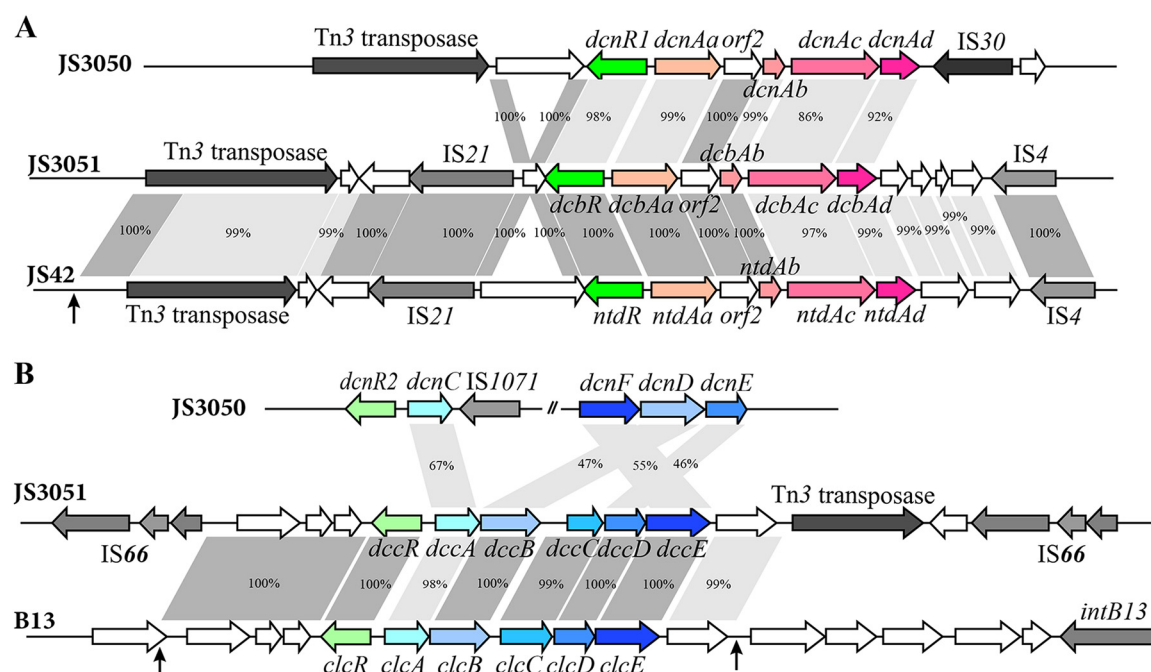 A
Tn3 transposase dcnR1 dcnAa orf2 dcnAc dcnAd IS30
JS3050
dcnAb
100% 100% 98% 99% 100% 99% 86% 92%
Tn3 transposase IS21 dcbAb IS4
JS3051
dcbR dcbAa orf2 dcbAc dcbAd
100% 99% 99% 100% 100% 100% 100% 100% 100% 100% 97% 99% 99% 99% 99% 99% 100%
JS42 ntdAb
Tn3 transposase IS21 ntdR ntdAa orf2 ntdAc ntdAd IS4
B
dcnR2 dcnC IS1071 dcnF dcnD dcnE
JS3050 //
67% 47% 55% 46%
JS3051 Tn3 transposase
IS66 dccR dccA dccB dccC dccD dccE IS66
100% 100% 98% 100% 99% 100% 100% 99%
B13 intB13
clcR clcA clcB clcC clcD clcE